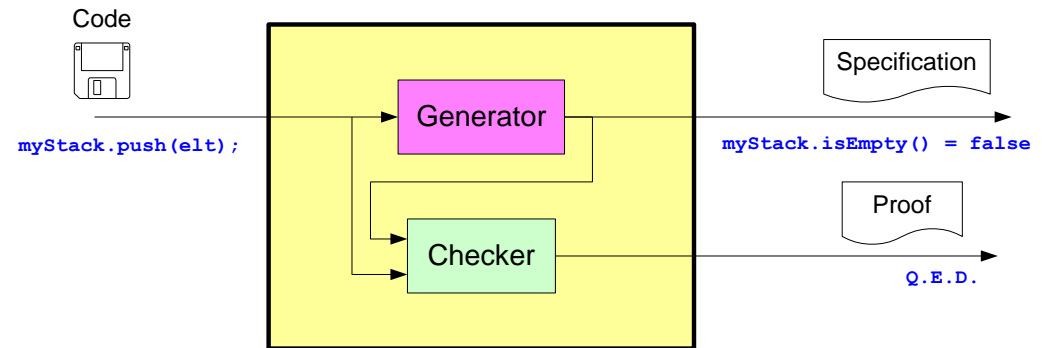 Code
Specification
Generator
myStack.push(elt);
myStack.isEmpty() = false
Proof
Checker
Q.E.D.